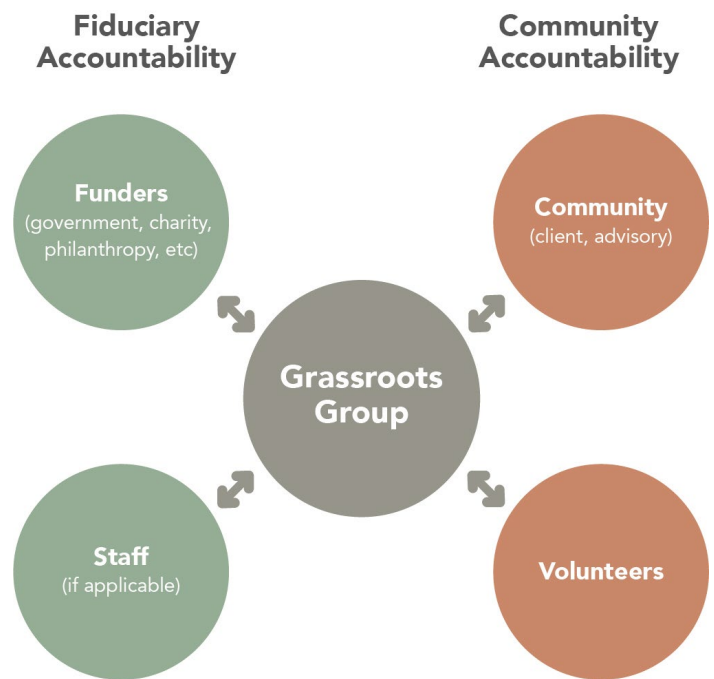 Fiduciary
Accountability
Community
Accountability
Funders
(government, charity,
philanthropy, etc)
Community
(client, advisory)
Grassroots
Group
Staff
(if applicable)
Volunteers